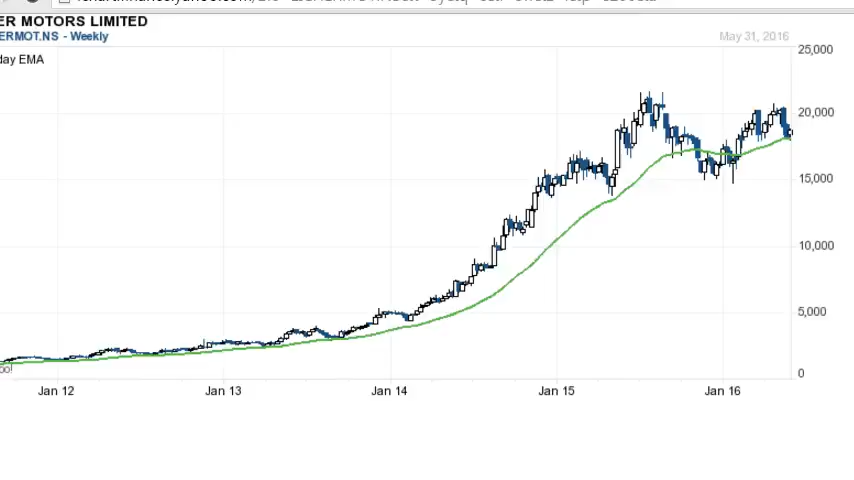 ER MOTORS LIMITED
ERMOT.NS - Weekly
May 31, 2016
day EMA
25,000
20,000
15,000
10,000
5,000
0
Jan 12
Jan 13
Jan 14
Jan 15
Jan 16